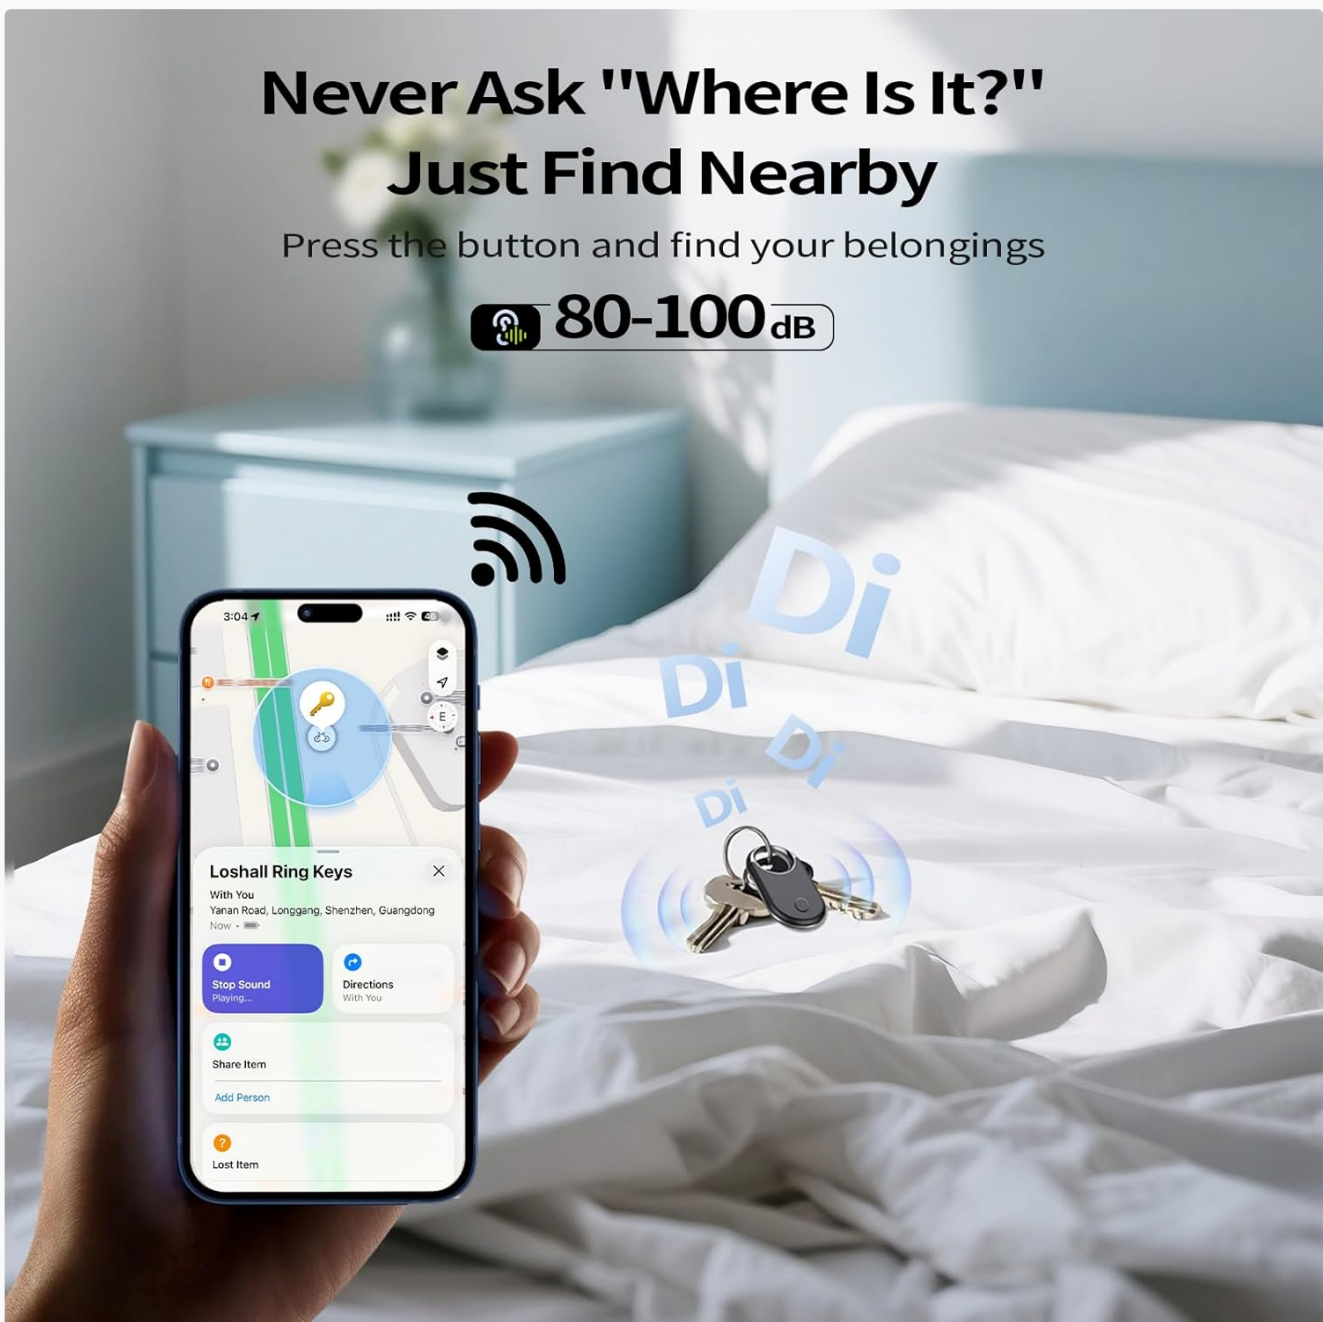 Never Ask "Where Is It?"
Just Find Nearby
Press the button and find your belongings
80-100 dB
Di
Di
Di
Di
3:04
E
Loshall Ring Keys
With You
Yanan Road, Longgang, Shenzhen, Guangdong
Now •
Stop Sound
Playing...
Directions
With You
Share Item
Add Person
Lost Item